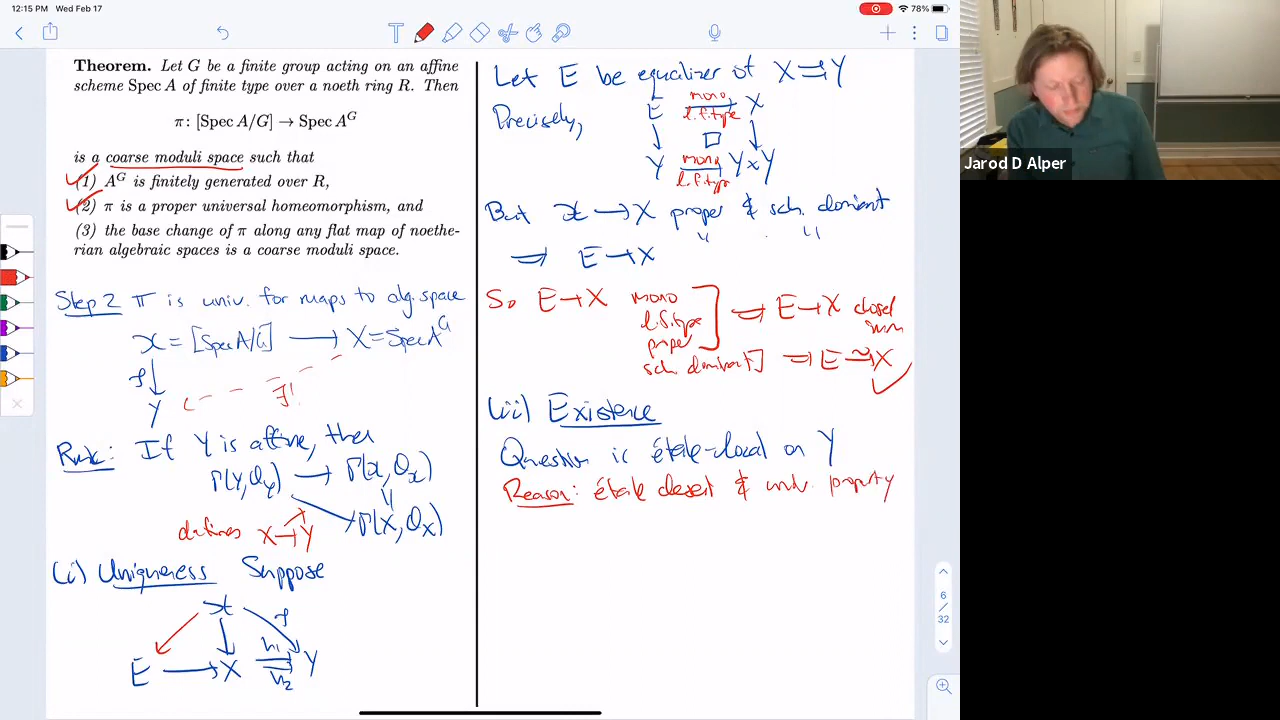 12:15 PM Wed Feb 17
78%
Theorem. Let G be a finite group acting on an affine
scheme Spec A of finite type over a noeth ring R. Then
π: [Spec A/G] → Spec A^G
is a coarse moduli space such that
(1) A^G is finitely generated over R,
(2) π is a proper universal homeomorphism, and
(3) the base change of π along any flat map of noethe-
rian algebraic spaces is a coarse moduli space.
Step 2 π is univ. for maps to alg. space
𝒳 = [Spec A/G] → X = Spec A^G
f ↓
Y ∃!
Rmk: If Y is affine, then
Γ(Y, O_Y) → Γ(𝒳, O_𝒳)
Γ(X, O_X)
defines X → Y
(i) Uniqueness Suppose
𝒳 f
E → X ⇉ Y
h1
h2
Let E be equalizer of X ⇉ Y
Precisely,
E mono l.f.type X
↓ □ ↓
Y mono l.f.type Y × Y
But 𝒳 → X proper & sch. domiant
⇒ E → X " "
So E → X mono
l.f.type
proper
⇒ E → X closed imm
sch. dominant] ⇒ E ≅ X
(ii) Existence
Question is étale-local on Y
Reason: étale descent & univ. property
6
/
32
Jarod D Alper